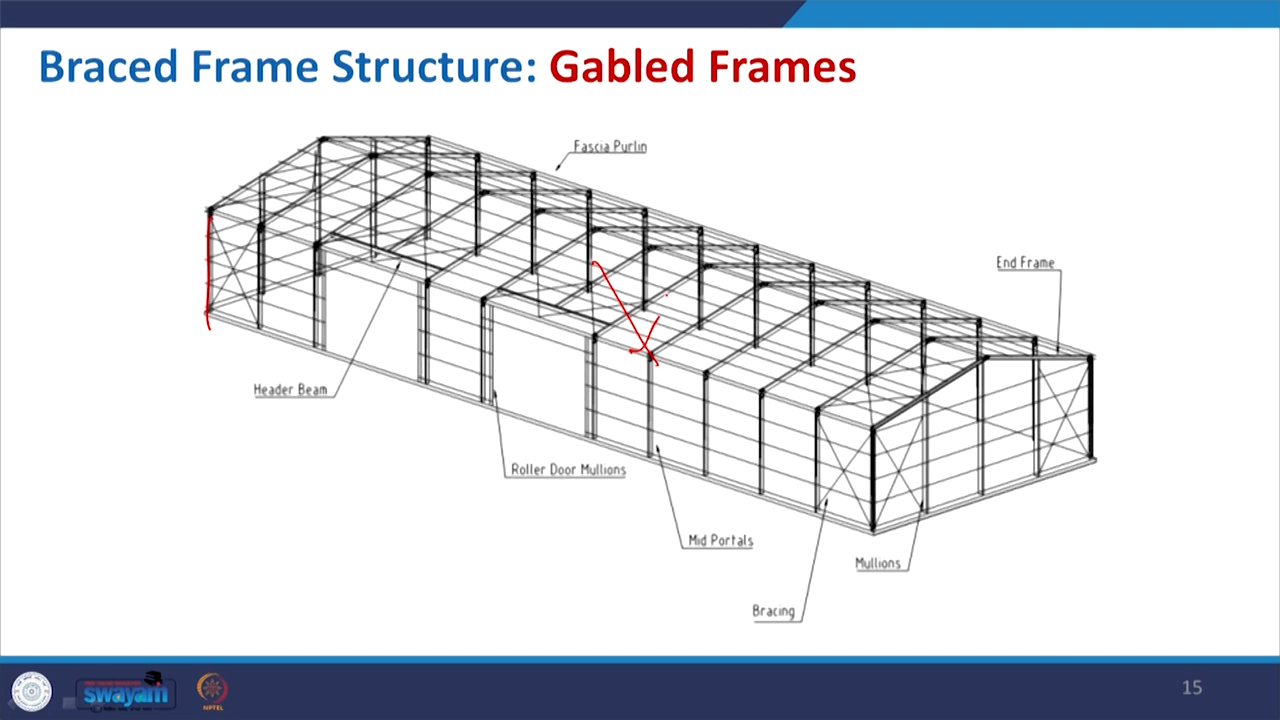 Braced Frame Structure: Gabled Frames
Fascia Purlin
End Frame
Header Beam
Roller Door Mullions
Mid Portals
Mullions
Bracing
swayam
NPTEL
15